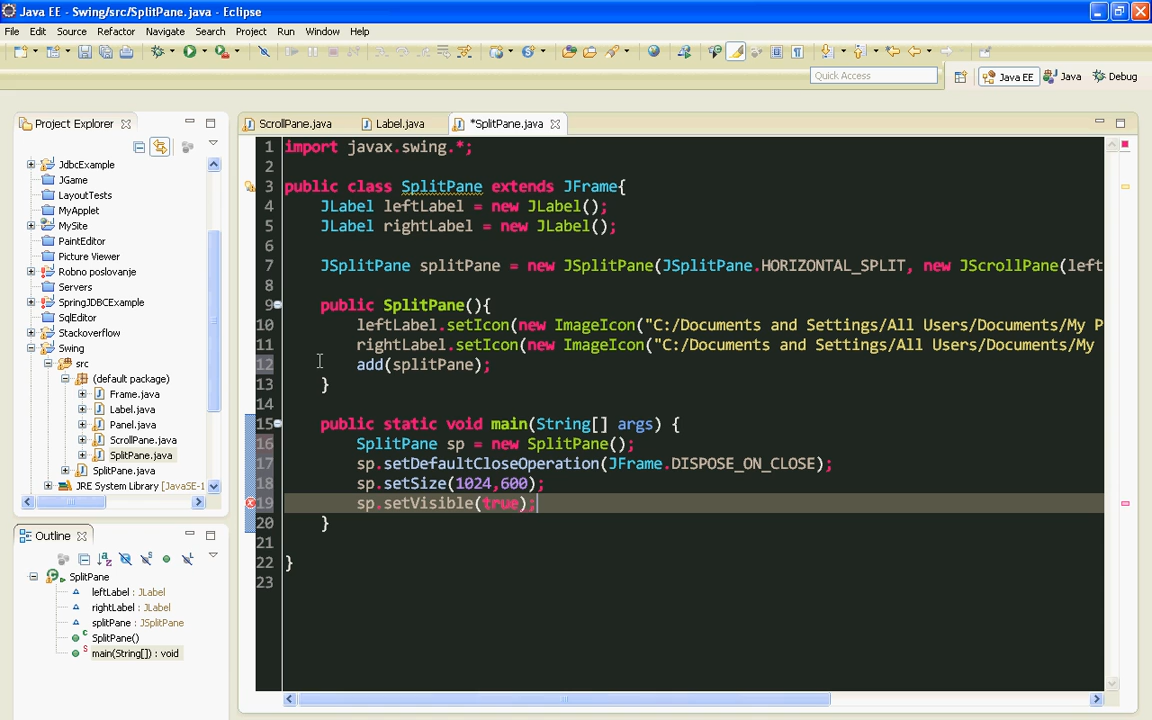 Java EE - Swing/src/SplitPane.java - Eclipse
File Edit Source Refactor Navigate Search Project Run Window Help
Quick Access
Java EE
Java
Debug
Project Explorer
JdbcExample
JGame
LayoutTests
MyApplet
MySite
PaintEditor
Picture Viewer
Robno poslovanje
Servers
SpringJDBCExample
SqlEditor
Stackoverflow
Swing
src
(default package)
Frame.java
Label.java
Panel.java
ScrollPane.java
SplitPane.java
SplitPane.java
JRE System Library [JavaSE-1
Outline
SplitPane
leftLabel : JLabel
rightLabel : JLabel
splitPane : JSplitPane
SplitPane()
main(String[]) : void
ScrollPane.java Label.java *SplitPane.java
1 import javax.swing.*;
2
3 public class SplitPane extends JFrame{
4 JLabel leftLabel = new JLabel();
5 JLabel rightLabel = new JLabel();
6
7 JSplitPane splitPane = new JSplitPane(JSplitPane.HORIZONTAL_SPLIT, new JScrollPane(left
8
9 public SplitPane(){
10 leftLabel.setIcon(new ImageIcon("C:/Documents and Settings/All Users/Documents/My P
11 rightLabel.setIcon(new ImageIcon("C:/Documents and Settings/All Users/Documents/My
12 add(splitPane);
13 }
14
15 public static void main(String[] args) {
16 SplitPane sp = new SplitPane();
17 sp.setDefaultCloseOperation(JFrame.DISPOSE_ON_CLOSE);
18 sp.setSize(1024,600);
19 sp.setVisible(true);
20 }
21
22 }
23